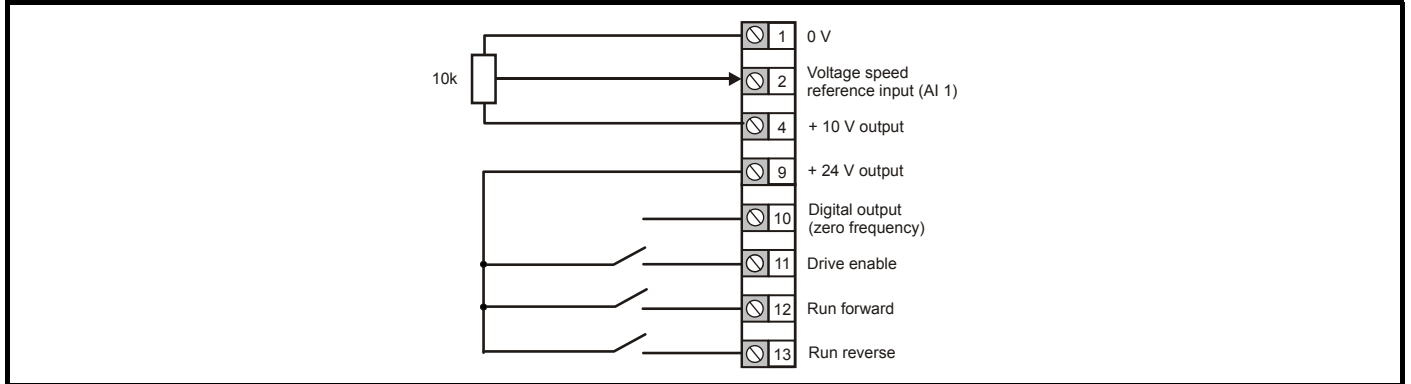 10k
1 0 V
2 Voltage speed
reference input (AI 1)
4 + 10 V output
9 + 24 V output
10 Digital output
(zero frequency)
11 Drive enable
12 Run forward
13 Run reverse